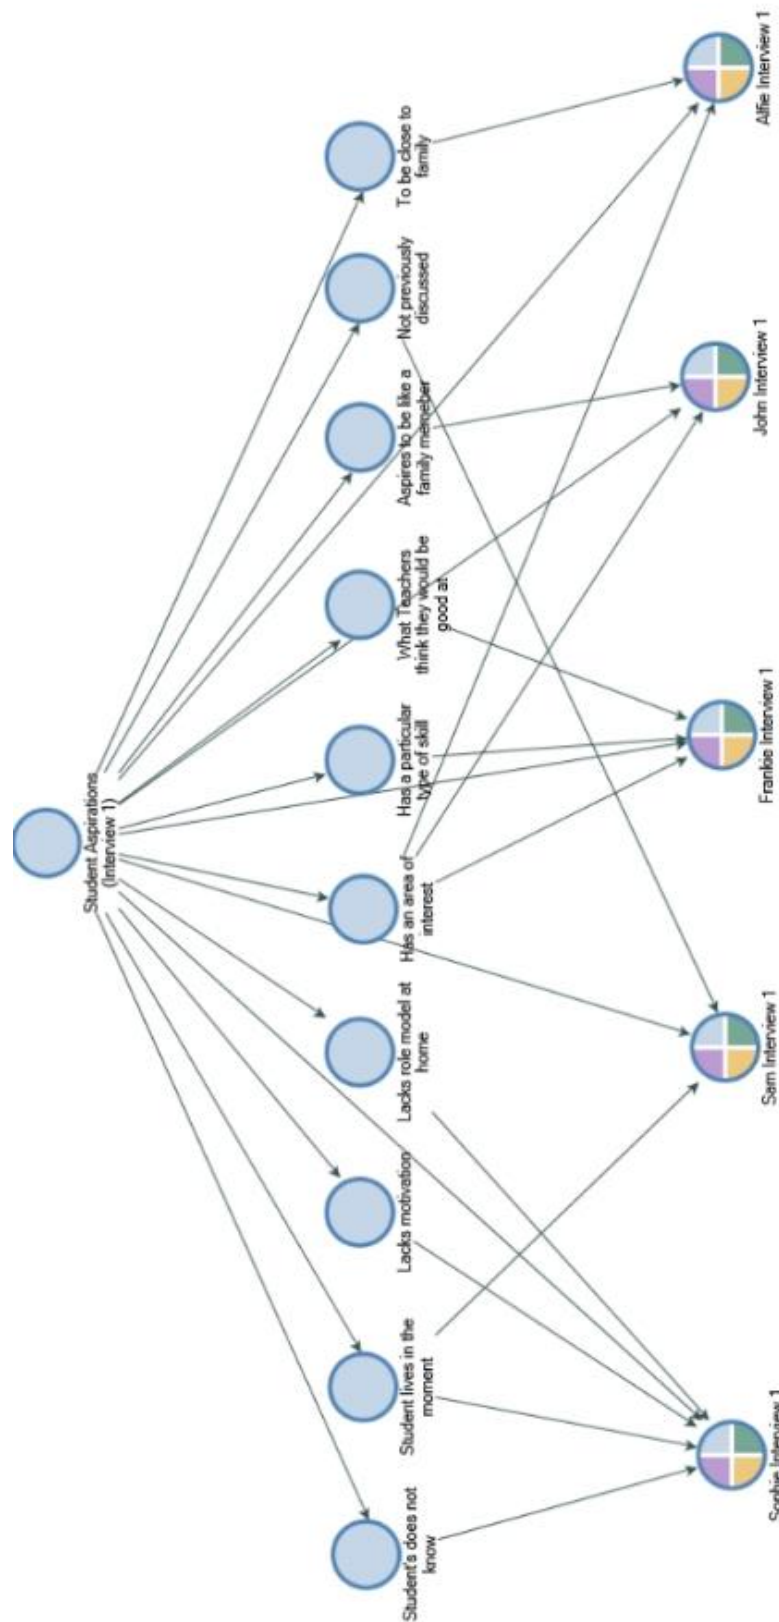 Student Aspirations
(Interview 1)
Student's does not
know
Student lives in the
moment
Lacks motivation
Lacks role model at
home
Has an area of
interest
Has a particular
type of skill
What Teachers
think they would be
good at
Aspires to be like a
family memeber
Not previously
discussed
To be close to
family
Sophie Interview 1
Sam Interview 1
Frankie Interview 1
John Interview 1
Alfie Interview 1